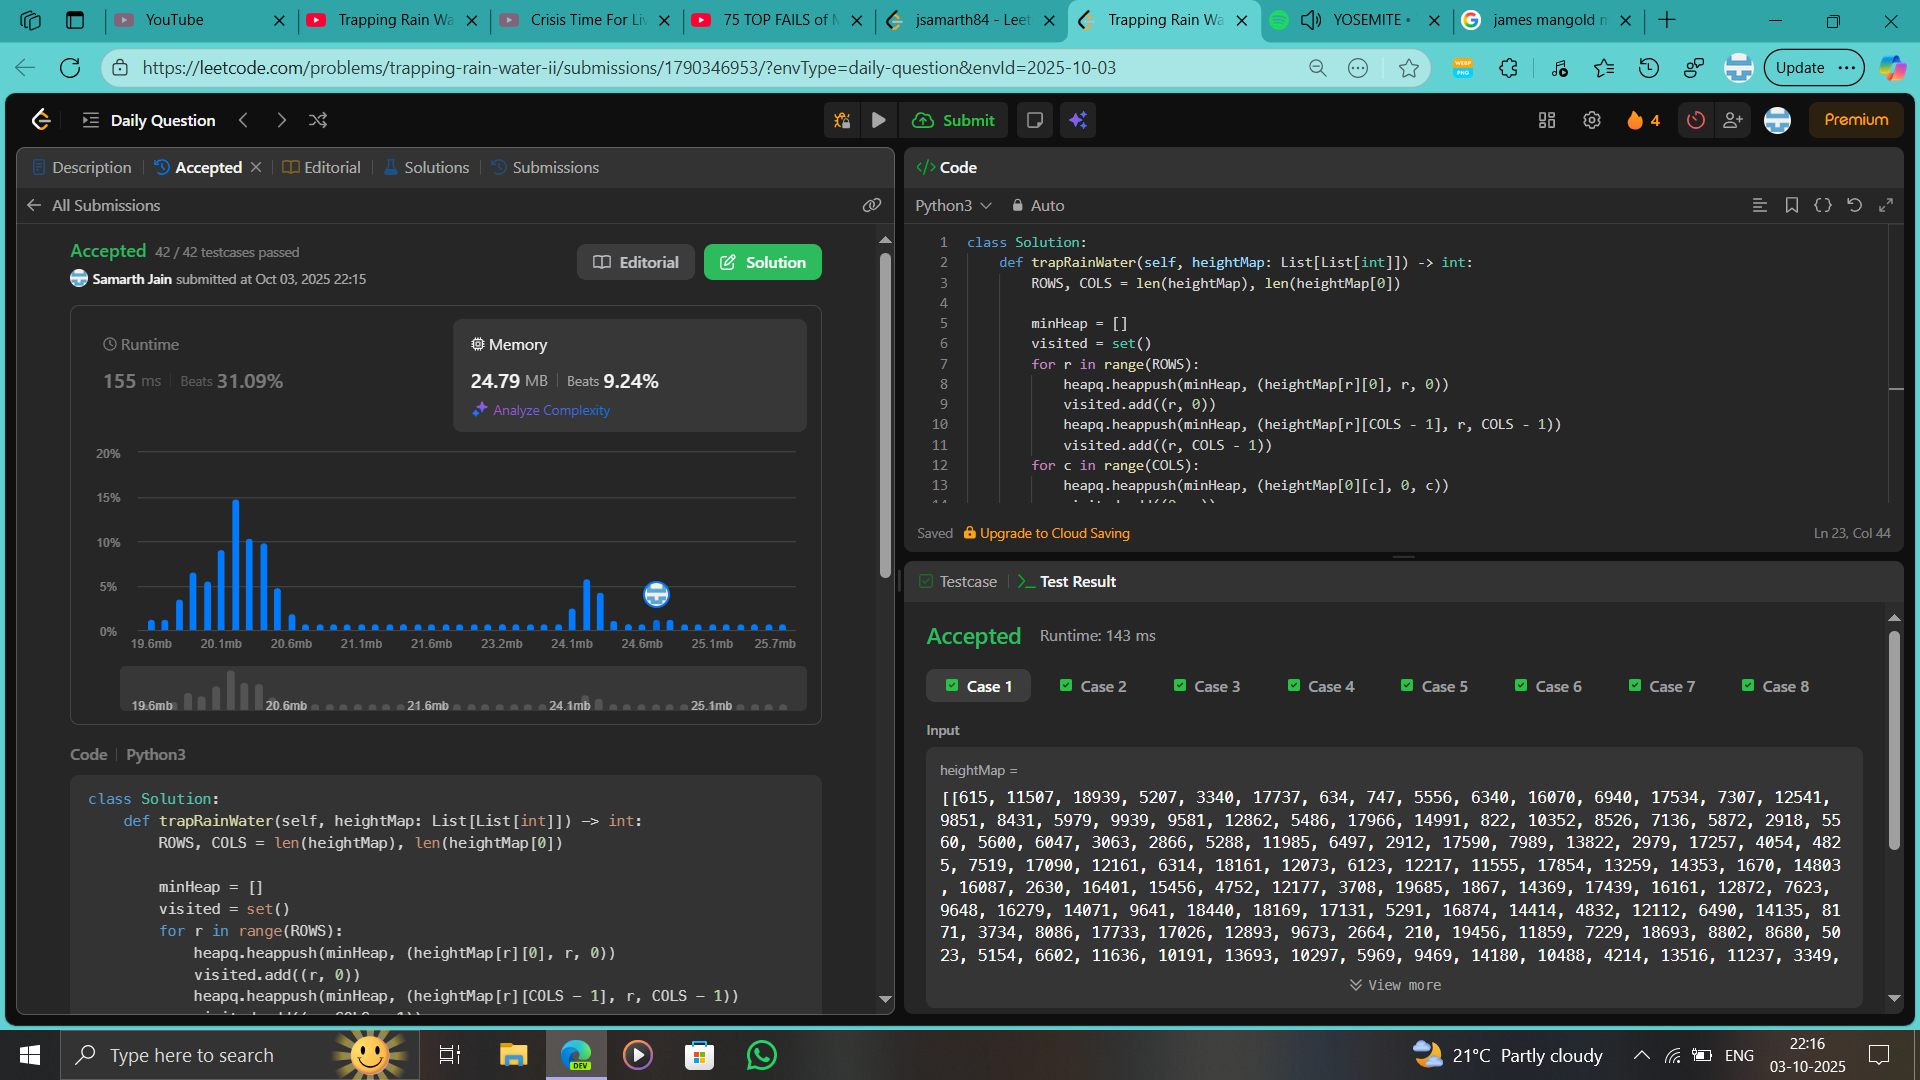 YouTube
Trapping Rain Wa
Crisis Time For Liv
75 TOP FAILS of M
jsamarth84 - Leet
Trapping Rain Wa
YOSEMITE •
james mangold m
https://leetcode.com/problems/trapping-rain-water-ii/submissions/1790346953/?envType=daily-question&envId=2025-10-03
WEBP
PNG
Update
Daily Question
Submit
4
Premium
Description
Accepted
Editorial
Solutions
Submissions
All Submissions
Accepted 42 / 42 testcases passed
Samarth Jain submitted at Oct 03, 2025 22:15
Editorial
Solution
Runtime
155 ms Beats 31.09%
Memory
24.79 MB Beats 9.24%
Analyze Complexity
20%
15%
10%
5%
0%
19.6mb 20.1mb 20.6mb 21.1mb 21.6mb 23.2mb 24.1mb 24.6mb 25.1mb 25.7mb
19.6mb 20.6mb 21.6mb 24.1mb 25.1mb
Code Python3
class Solution:
def trapRainWater(self, heightMap: List[List[int]]) -> int:
ROWS, COLS = len(heightMap), len(heightMap[0])
minHeap = []
visited = set()
for r in range(ROWS):
heapq.heappush(minHeap, (heightMap[r][0], r, 0))
visited.add((r, 0))
heapq.heappush(minHeap, (heightMap[r][COLS - 1], r, COLS - 1))
</> Code
Python3 Auto
1 class Solution:
2 def trapRainWater(self, heightMap: List[List[int]]) -> int:
3 ROWS, COLS = len(heightMap), len(heightMap[0])
4
5 minHeap = []
6 visited = set()
7 for r in range(ROWS):
8 heapq.heappush(minHeap, (heightMap[r][0], r, 0))
9 visited.add((r, 0))
10 heapq.heappush(minHeap, (heightMap[r][COLS - 1], r, COLS - 1))
11 visited.add((r, COLS - 1))
12 for c in range(COLS):
13 heapq.heappush(minHeap, (heightMap[0][c], 0, c))
Saved Upgrade to Cloud Saving
Ln 23, Col 44
Testcase
Test Result
Accepted Runtime: 143 ms
Case 1 Case 2 Case 3 Case 4 Case 5 Case 6 Case 7 Case 8
Input
heightMap =
[[615, 11507, 18939, 5207, 3340, 17737, 634, 747, 5556, 6340, 16070, 6940, 17534, 7307, 12541,
9851, 8431, 5979, 9939, 9581, 12862, 5486, 17966, 14991, 822, 10352, 8526, 7136, 5872, 2918, 55
60, 5600, 6047, 3063, 2866, 5288, 11985, 6497, 2912, 17590, 7989, 13822, 2979, 17257, 4054, 482
5, 7519, 17090, 12161, 6314, 18161, 12073, 6123, 12217, 11555, 17854, 13259, 14353, 1670, 14803
, 16087, 2630, 16401, 15456, 4752, 12177, 3708, 19685, 1867, 14369, 17439, 16161, 12872, 7623,
9648, 16279, 14071, 9641, 18440, 18169, 17131, 5291, 16874, 14414, 4832, 12112, 6490, 14135, 81
71, 3734, 8086, 17733, 17026, 12893, 9673, 2664, 210, 19456, 11859, 7229, 18693, 8802, 8680, 50
23, 5154, 6602, 11636, 10191, 13693, 10297, 5969, 9469, 14180, 10488, 4214, 13516, 11237, 3349,
View more
Type here to search
DEV
21°C Partly cloudy
ENG
22:16
03-10-2025